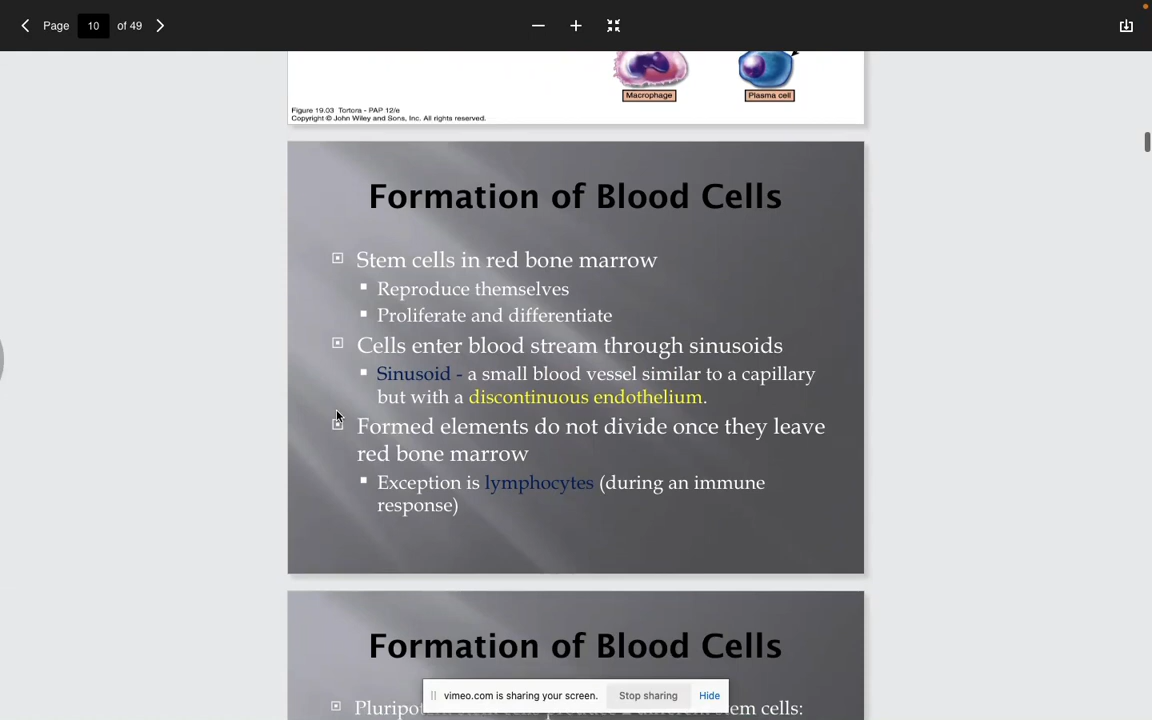 Page 10 of 49
Macrophage Plasma cell
Figure 19.03 Tortora - PAP 12/e
Copyright © John Wiley and Sons, Inc. All rights reserved.
Formation of Blood Cells
Stem cells in red bone marrow
Reproduce themselves
Proliferate and differentiate
Cells enter blood stream through sinusoids
Sinusoid - a small blood vessel similar to a capillary
but with a discontinuous endothelium.
Formed elements do not divide once they leave
red bone marrow
Exception is lymphocytes (during an immune
response)
Formation of Blood Cells
vimeo.com is sharing your screen. Stop sharing Hide
stem cells: